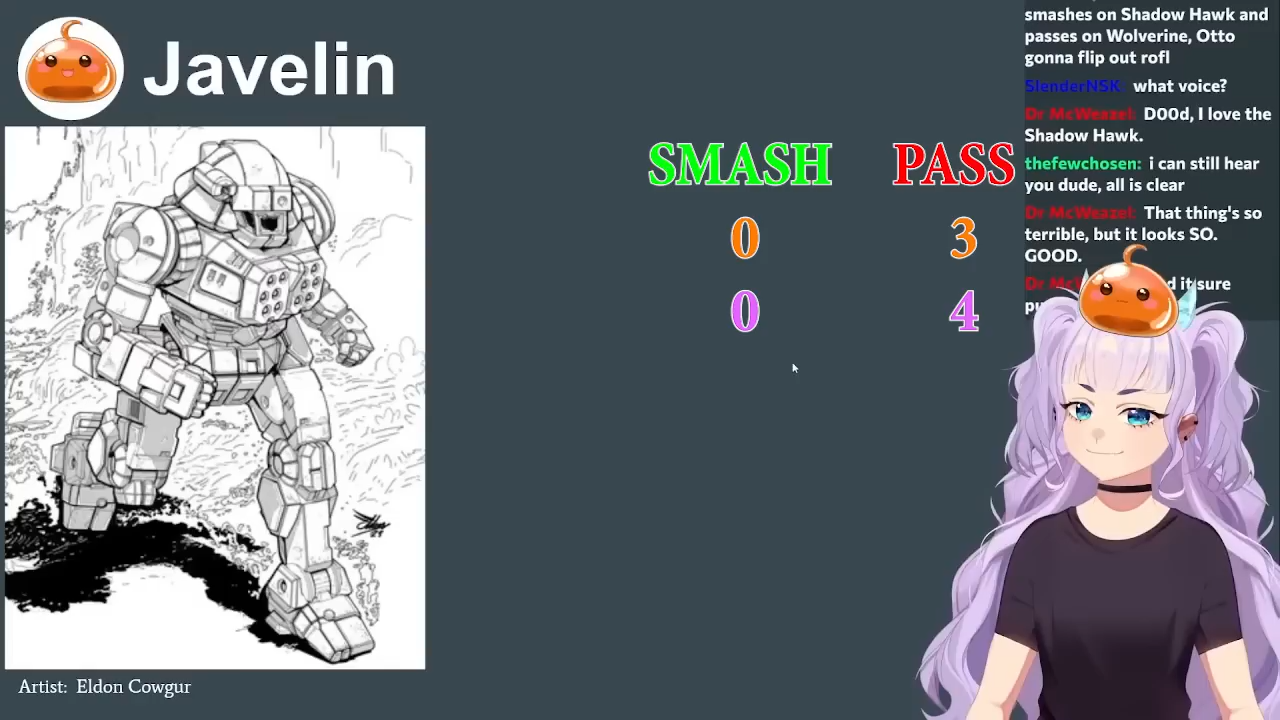 Javelin
SMASH PASS
0 3
0 4
Artist: Eldon Cowgur
smashes on Shadow Hawk and
passes on Wolverine, Otto
gonna flip out rofl
SlenderNSK: what voice?
Dr McWeazel: D00d, I love the
Shadow Hawk.
thefewchosen: i can still hear
you dude, all is clear
Dr McWeazel: That thing's so
terrible, but it looks SO.
GOOD.
Dr it sure